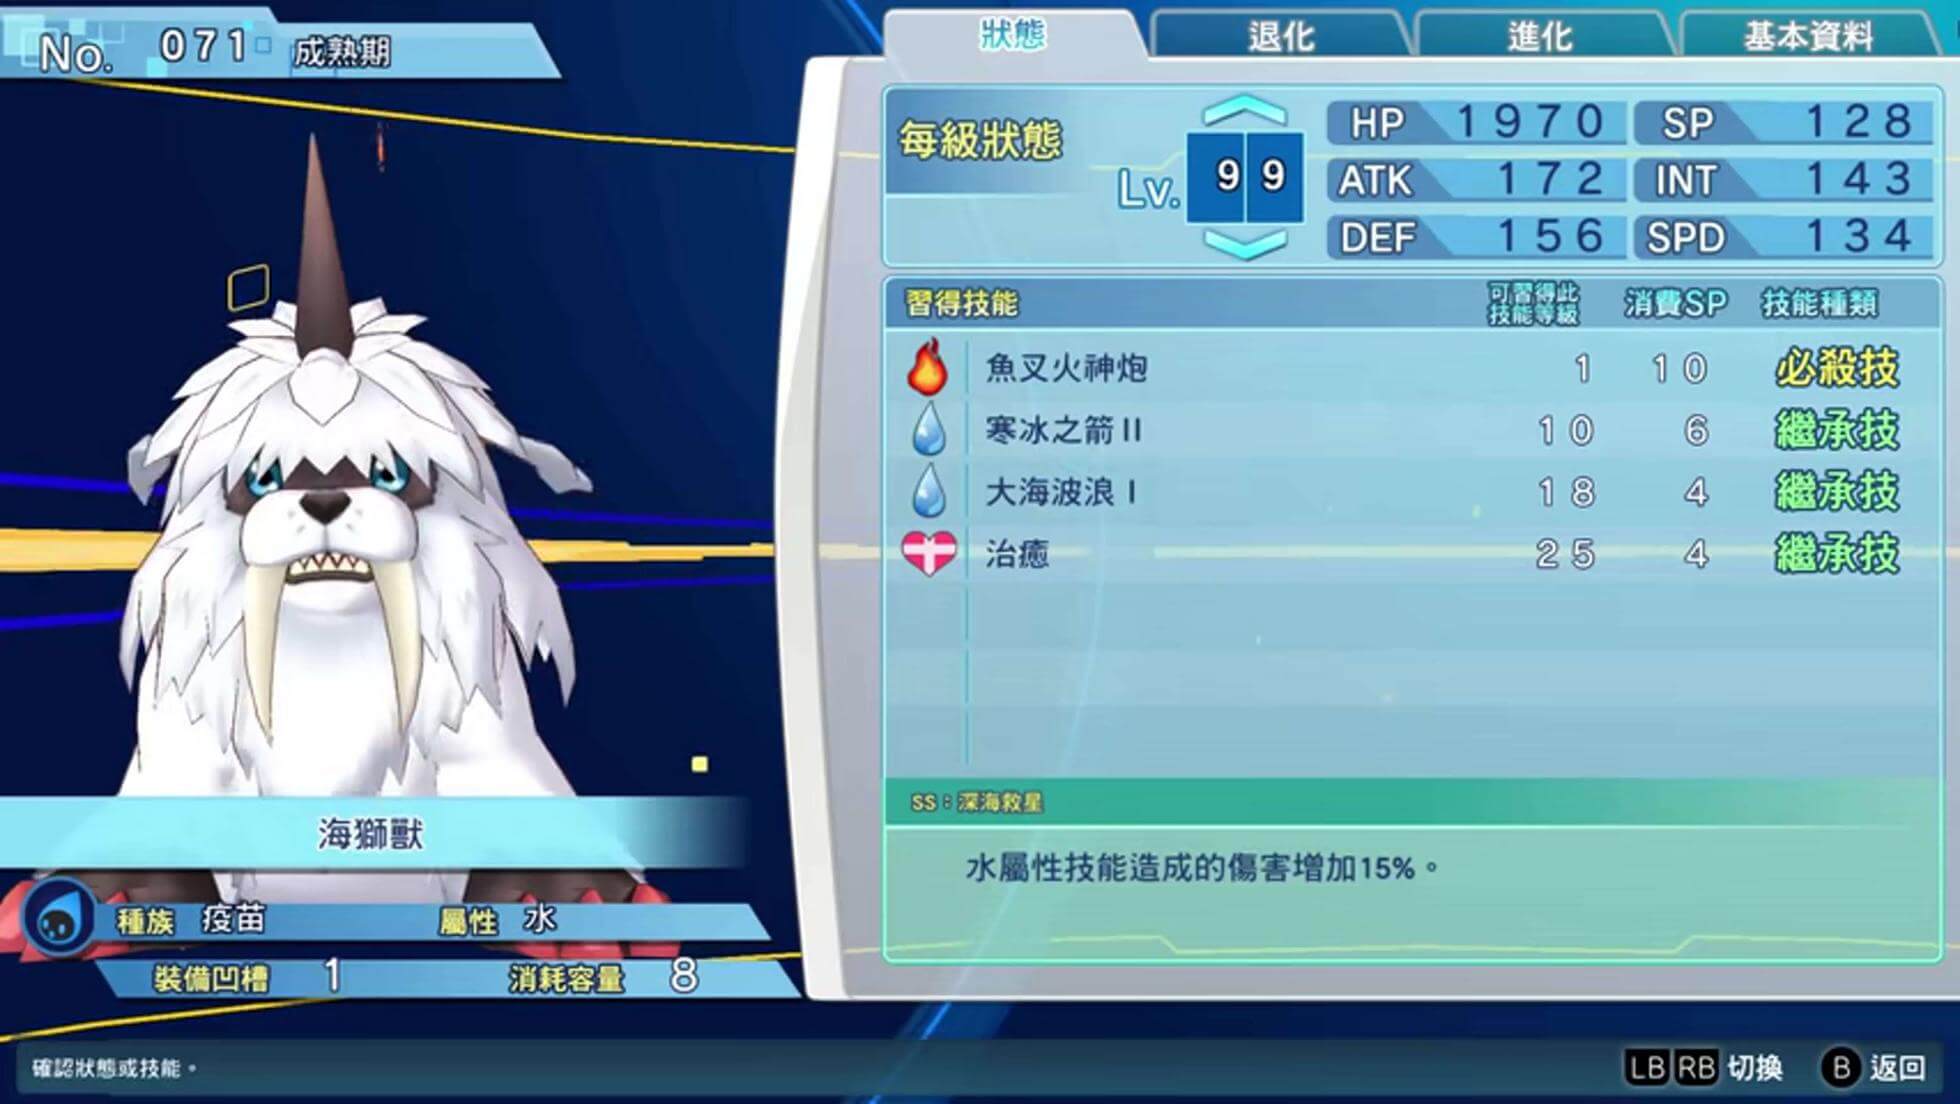 No. 071 成熟期
狀態 退化 進化 基本資料
每級狀態
Lv. 99
HP 1970 SP 128
ATK 172 INT 143
DEF 156 SPD 134
習得技能 可習得此技能等級 消費SP 技能種類
魚叉火神炮 1 10 必殺技
寒冰之箭II 10 6 繼承技
大海波浪I 18 4 繼承技
治癒 25 4 繼承技
SS：深海救星
水屬性技能造成的傷害增加15%。
海獅獸
種族 疫苗 屬性 水
裝備凹槽 1 消耗容量 8
確認狀態或技能。
LB RB 切換 B 返回